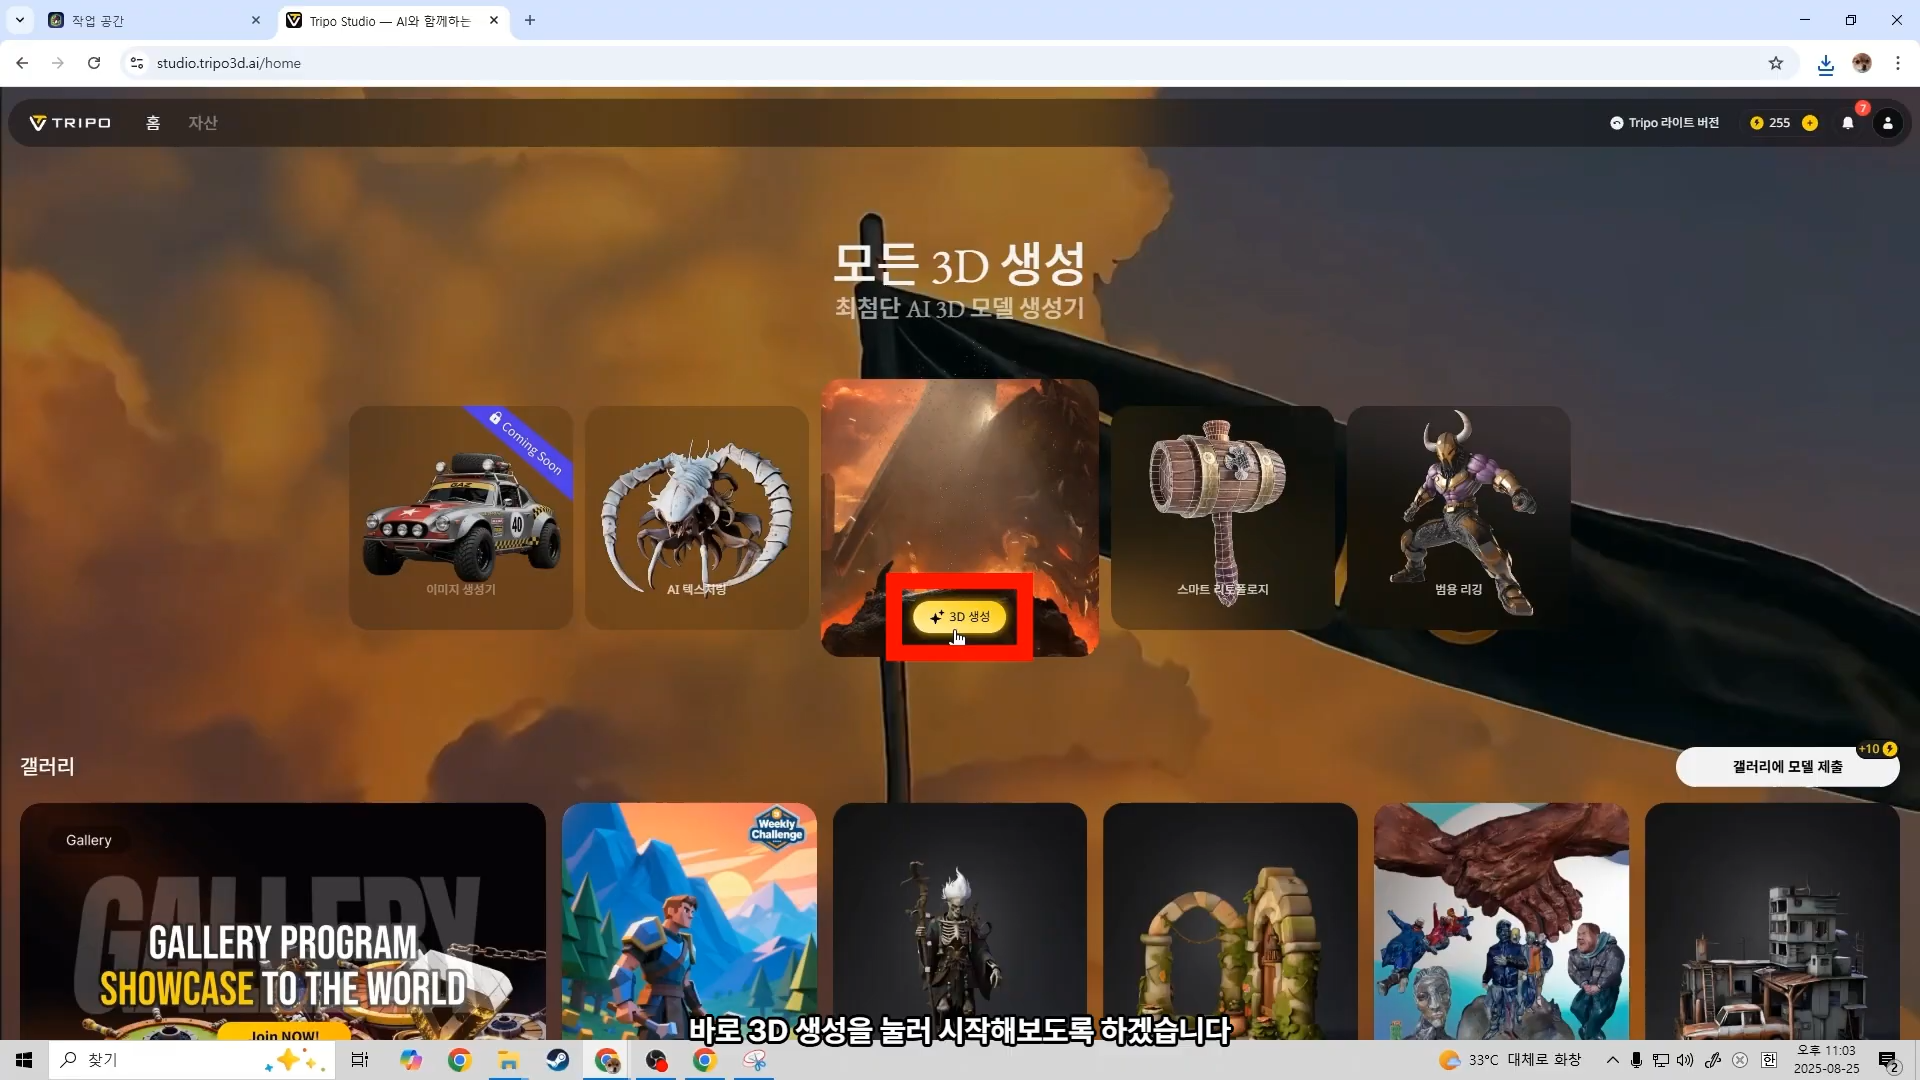 작업 공간
Tripo Studio — AI와 함께하는
studio.tripo3d.ai/home
TRIPO
홈
자산
Tripo 라이트 버전
255
7
모든 3D 생성
최첨단 AI 3D 모델 생성기
Coming Soon
GAZ
40
이미지 생성기
AI 텍스처링
3D 생성
스마트 리토폴로지
범용 리깅
갤러리
+10
갤러리에 모델 제출
Gallery
GALLERY
GALLERY PROGRAM
SHOWCASE TO THE WORLD
Join NOW!
Weekly
Challenge
바로 3D 생성을 눌러 시작해보도록 하겠습니다
찾기
33°C 대체로 화창
한
오후 11:03
2025-08-25
2